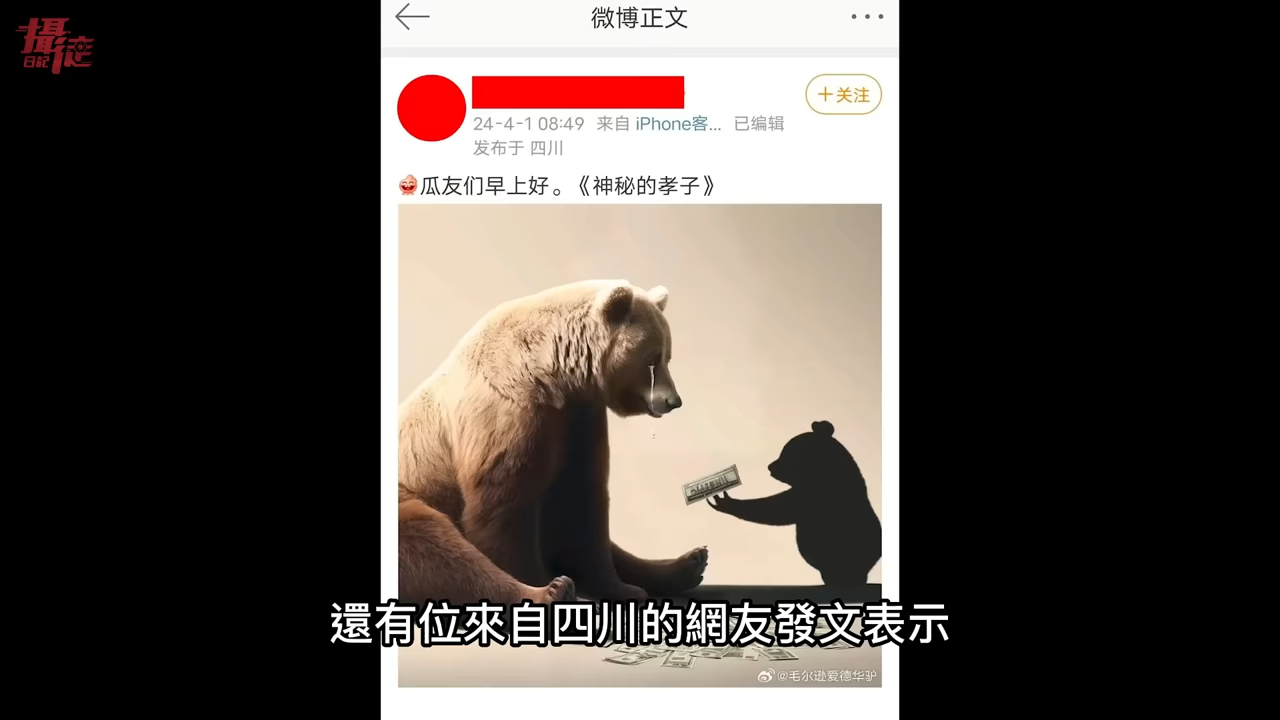 攝徒
日記
微博正文
+关注
24-4-1 08:49 来自 iPhone客... 已编辑
发布于 四川
瓜友们早上好。《神秘的孝子》
還有位來自四川的網友發文表示
@毛尔逊爱德华驴